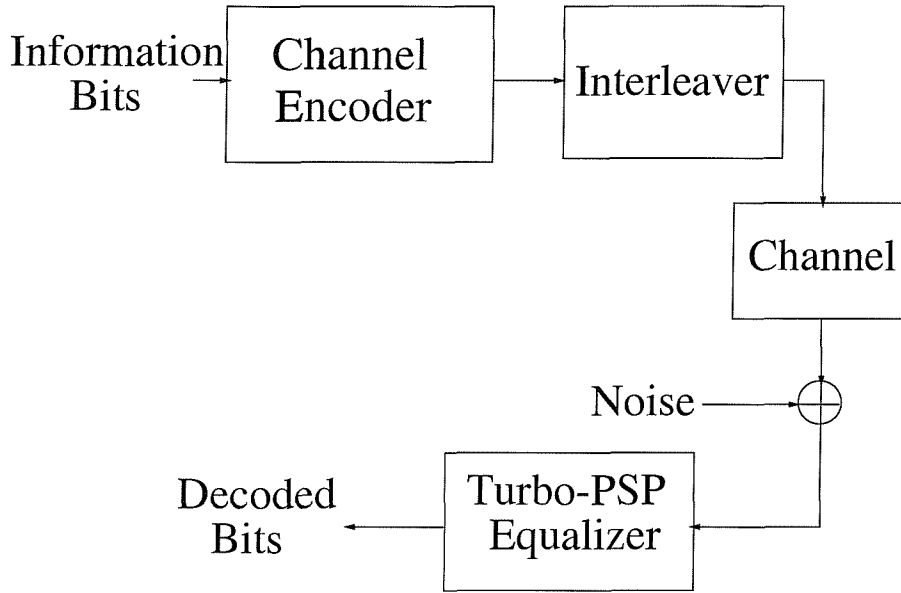 Information
Bits
Channel
Encoder
Interleaver
Channel
Noise
Turbo-PSP
Equalizer
Decoded
Bits